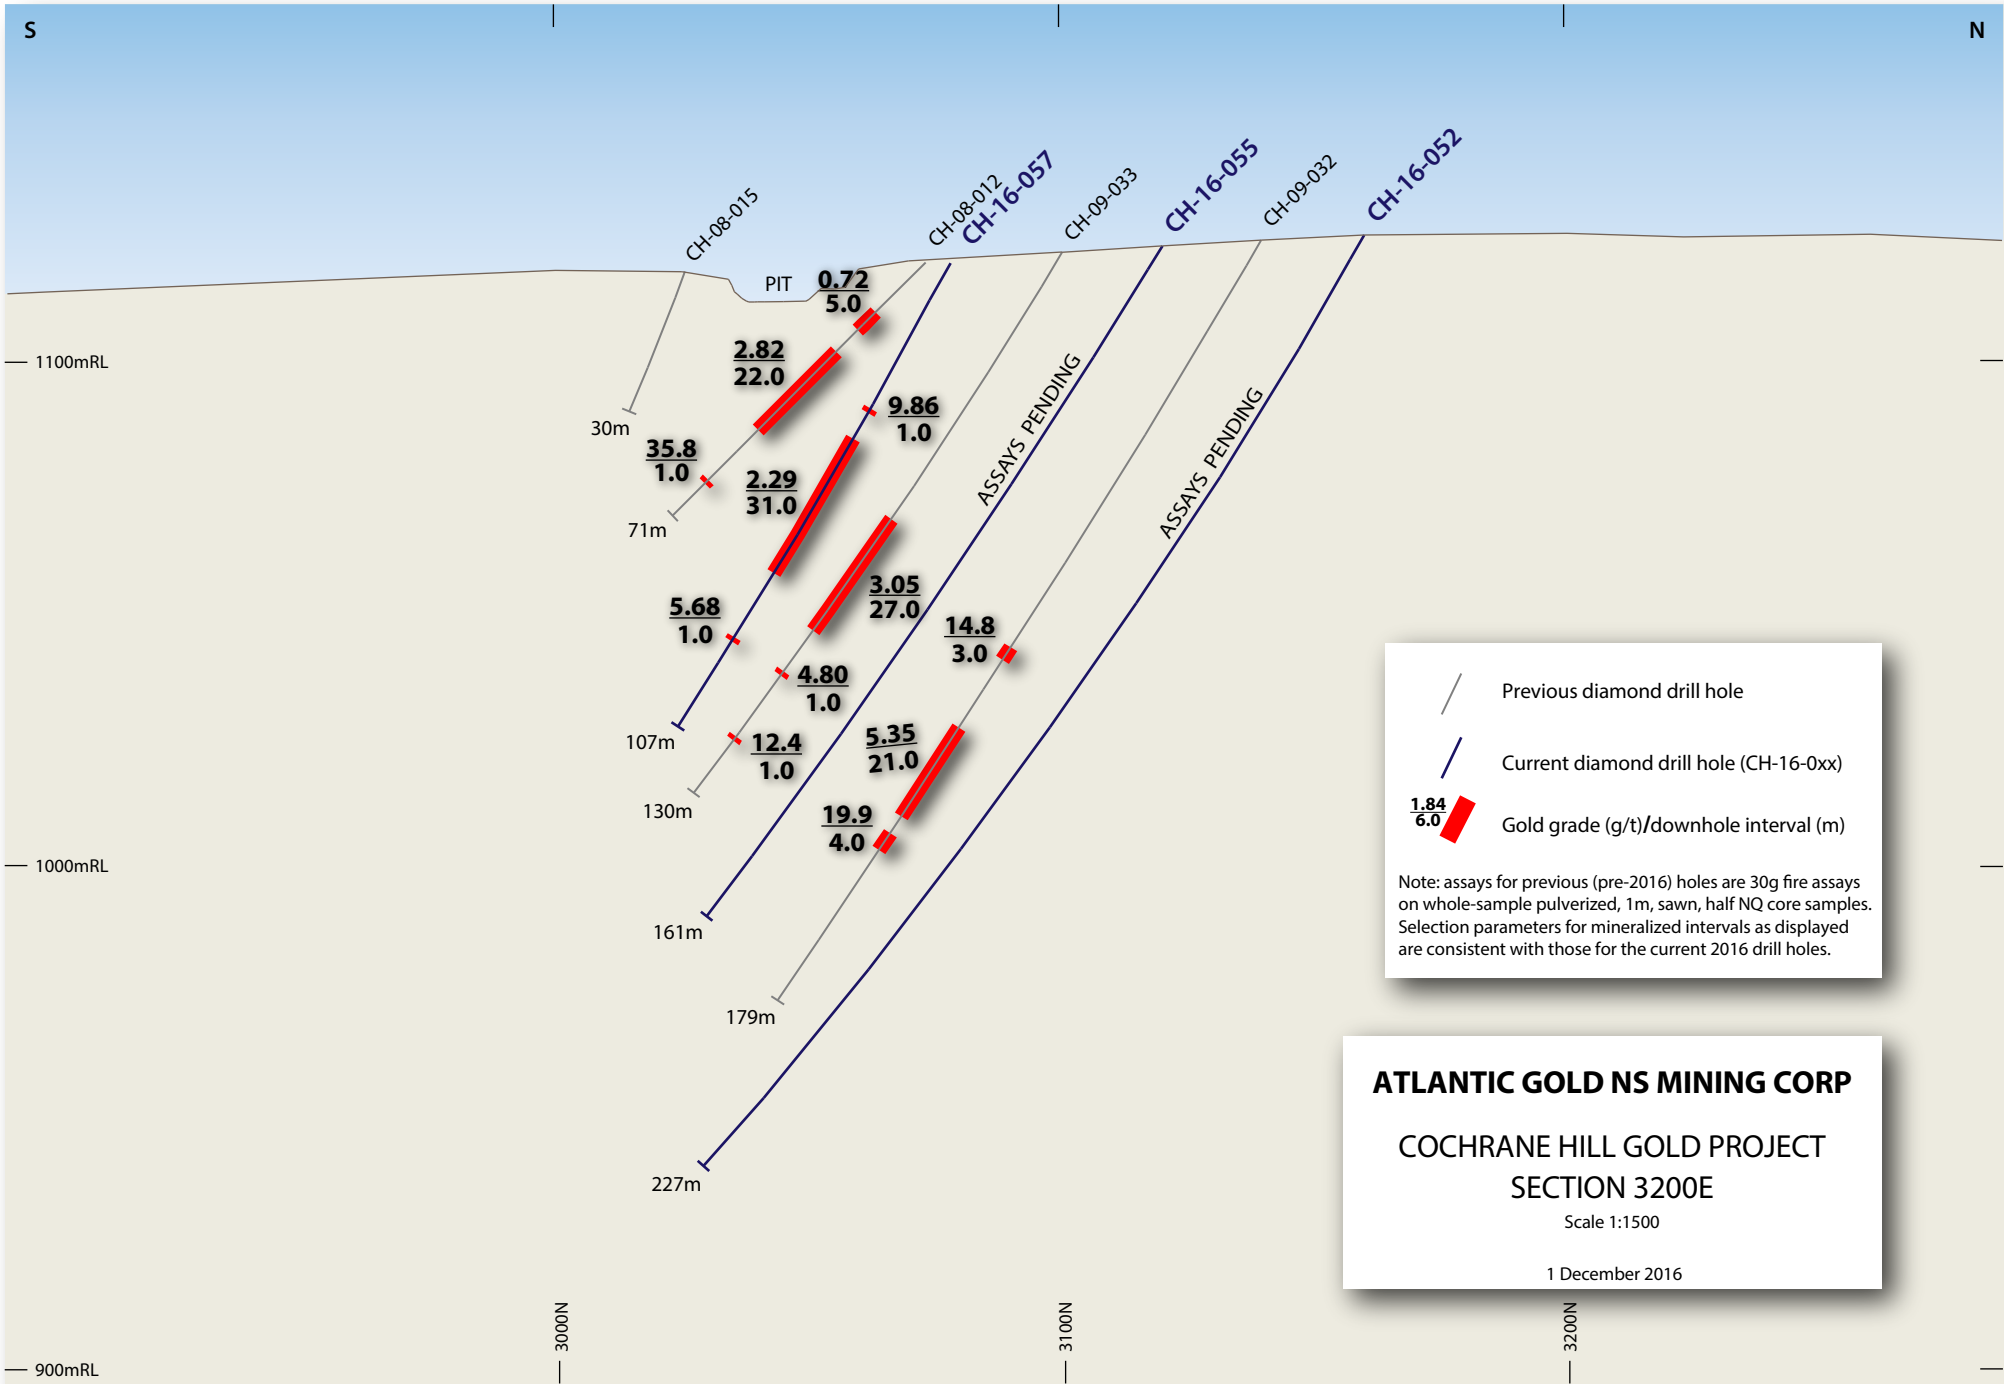 S
N
CH-08-015
CH-08-012
CH-16-057
CH-09-033
CH-16-055
CH-09-032
CH-16-052
PIT
0.72
5.0
2.82
22.0
1100mRL
9.86
1.0
30m
35.8
1.0
2.29
31.0
71m
ASSAYS PENDING
ASSAYS PENDING
3.05
27.0
5.68
1.0
14.8
3.0
4.80
1.0
107m
12.4
1.0
5.35
21.0
130m
19.9
4.0
1000mRL
161m
179m
227m
Previous diamond drill hole
Current diamond drill hole (CH-16-0xx)
1.84
6.0
Gold grade (g/t)/downhole interval (m)
Note: assays for previous (pre-2016) holes are 30g fire assays
on whole-sample pulverized, 1m, sawn, half NQ core samples.
Selection parameters for mineralized intervals as displayed
are consistent with those for the current 2016 drill holes.
ATLANTIC GOLD NS MINING CORP
COCHRANE HILL GOLD PROJECT
SECTION 3200E
Scale 1:1500
1 December 2016
3000N
3100N
3200N
900mRL